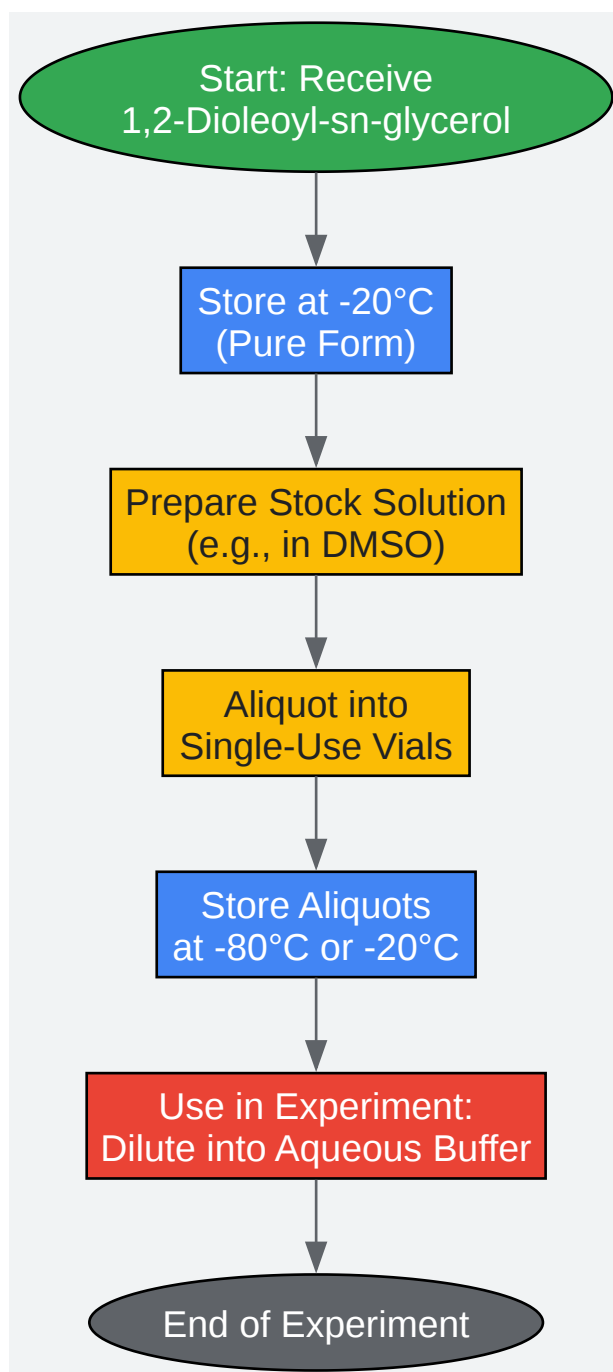 Start: Receive
1,2-Dioleoyl-sn-glycerol
Store at -20°C
(Pure Form)
Prepare Stock Solution
(e.g., in DMSO)
Aliquot into
Single-Use Vials
Store Aliquots
at -80°C or -20°C
Use in Experiment:
Dilute into Aqueous Buffer
End of Experiment